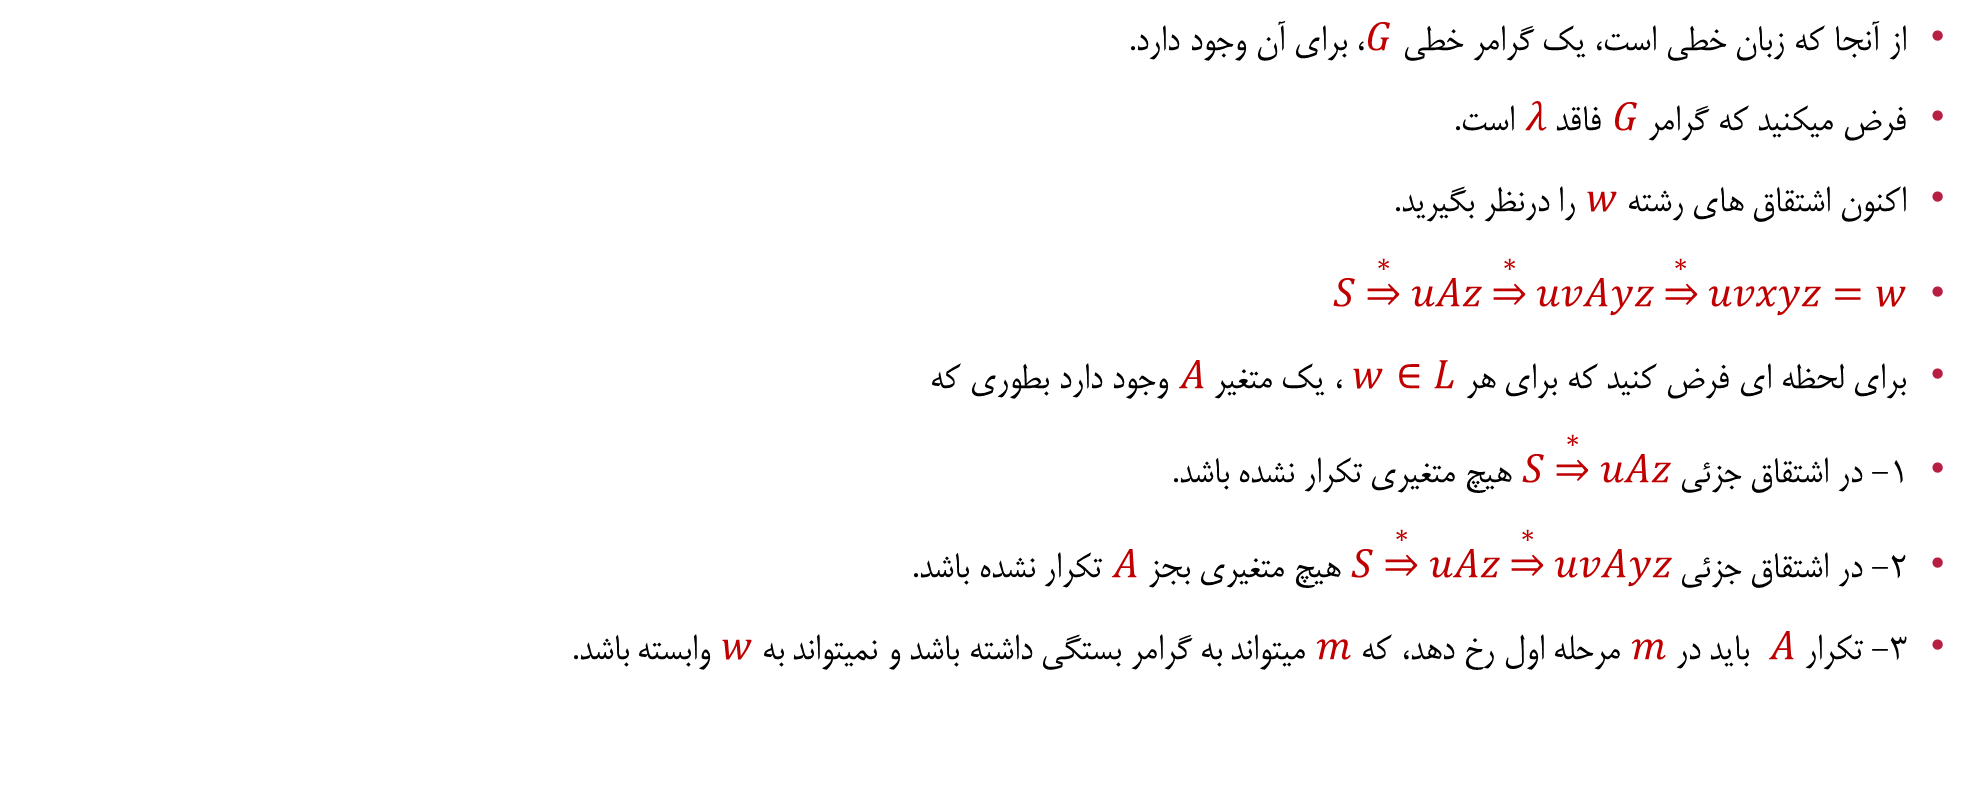 • از آنجا که زبان خطی است، یک گرامر خطی G، برای آن وجود دارد.
• فرض میکنید که گرامر G فاقد λ است.
• اکنون اشتقاق های رشته w را درنظر بگیرید.
• S ⇒* uAz ⇒* uvAyz ⇒* uvxyz = w
• برای لحظه ای فرض کنید که برای هر w ∈ L ، یک متغیر A وجود دارد بطوری که
• ۱– در اشتقاق جزئی S ⇒* uAz هیچ متغیری تکرار نشده باشد.
• ۲– در اشتقاق جزئی S ⇒* uAz ⇒* uvAyz هیچ متغیری بجز A تکرار نشده باشد.
• ۳– تکرار A باید در m مرحله اول رخ دهد، که m میتواند به گرامر بستگی داشته باشد و نمیتواند به w وابسته باشد.